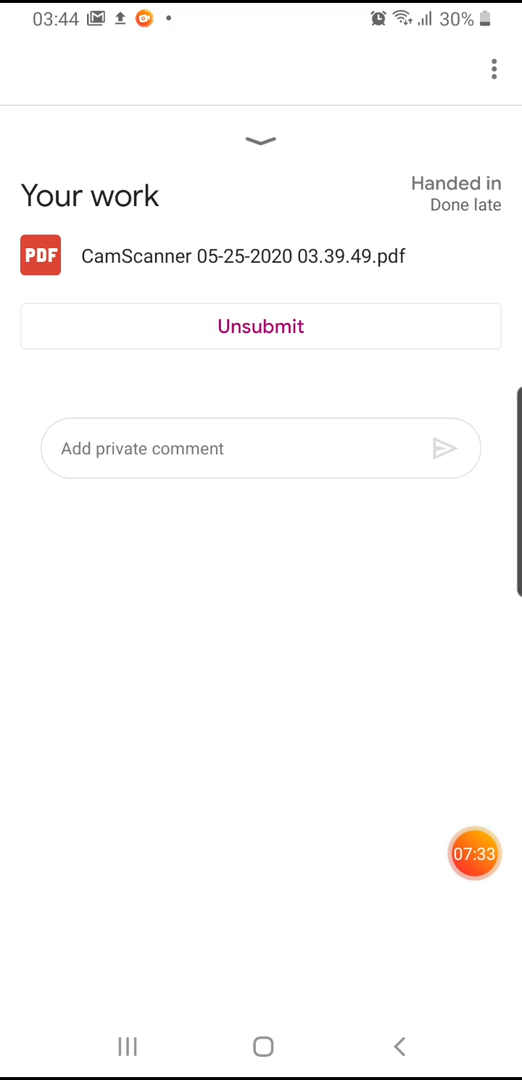 03:44 30%
Your work
Handed in
Done late
PDF CamScanner 05-25-2020 03.39.49.pdf
Unsubmit
Add private comment
07:33